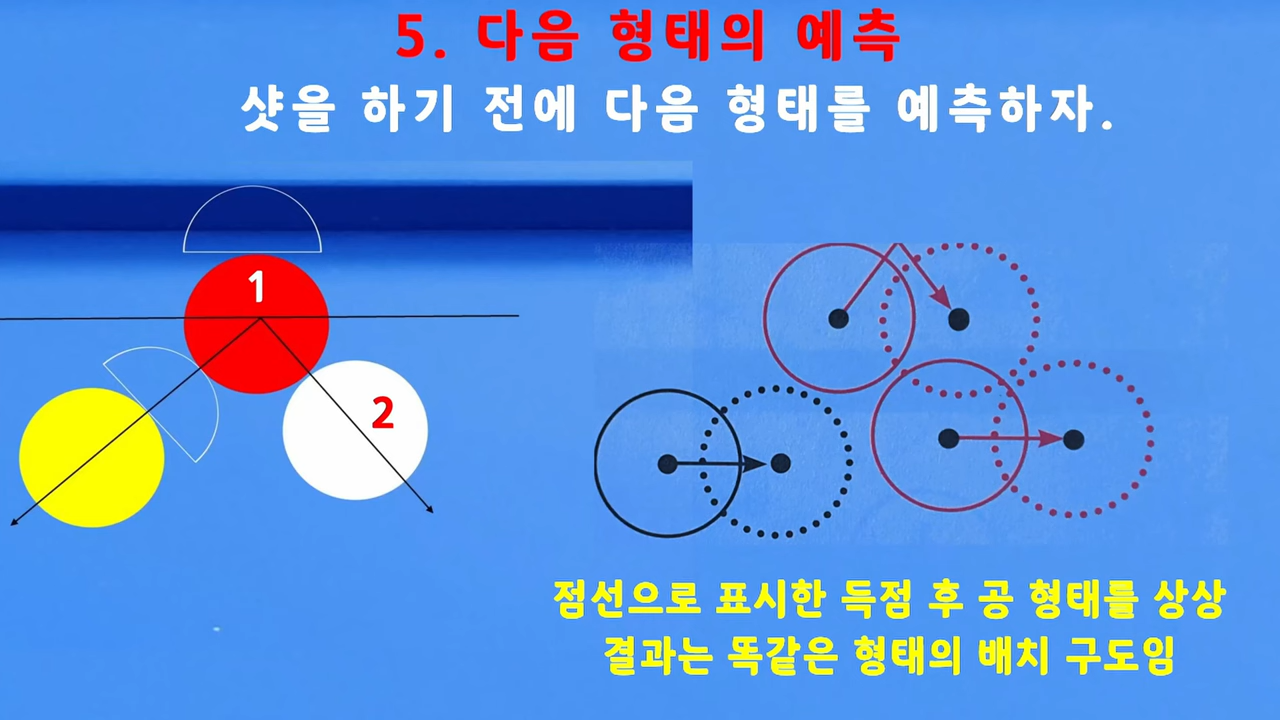 5. 다음 형태의 예측
샷을 하기 전에 다음 형태를 예측하자.
1
2
점선으로 표시한 득점 후 공 형태를 상상
결과는 똑같은 형태의 배치 구도임